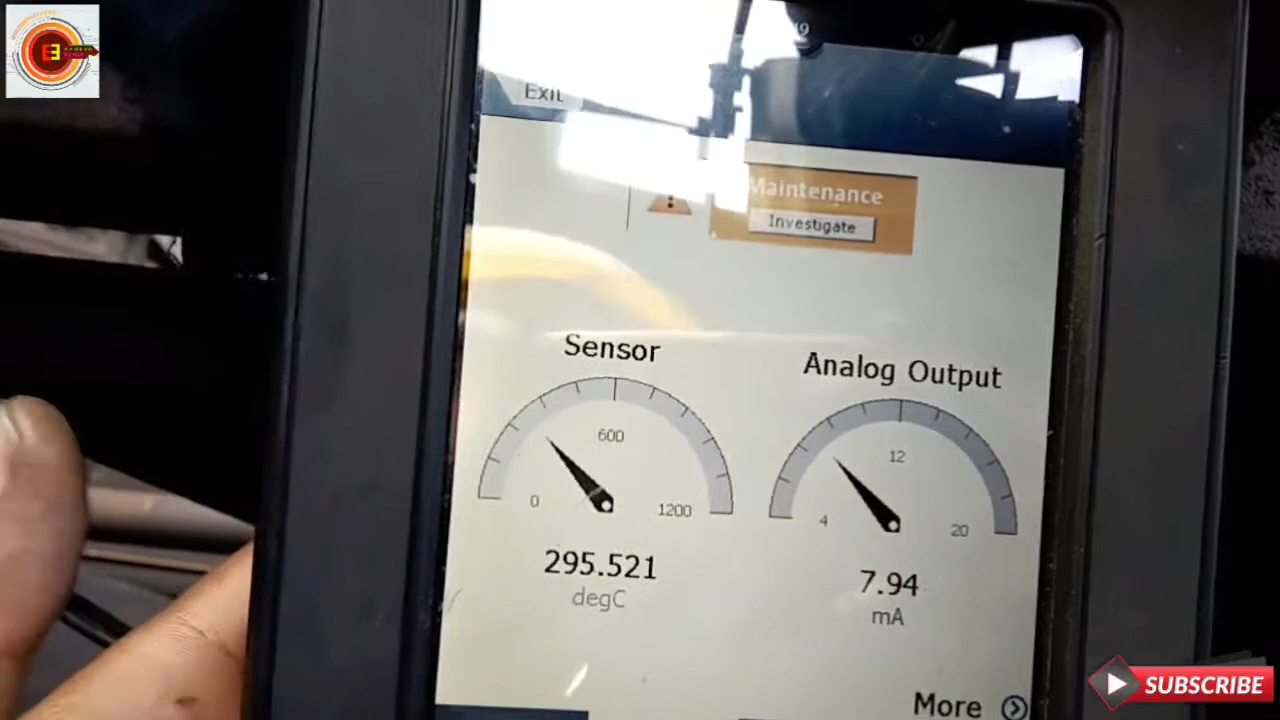 Exit
Maintenance
Investigate
Sensor
600
0
1200
295.521
degC
Analog Output
12
4
20
7.94
mA
More
SUBSCRIBE